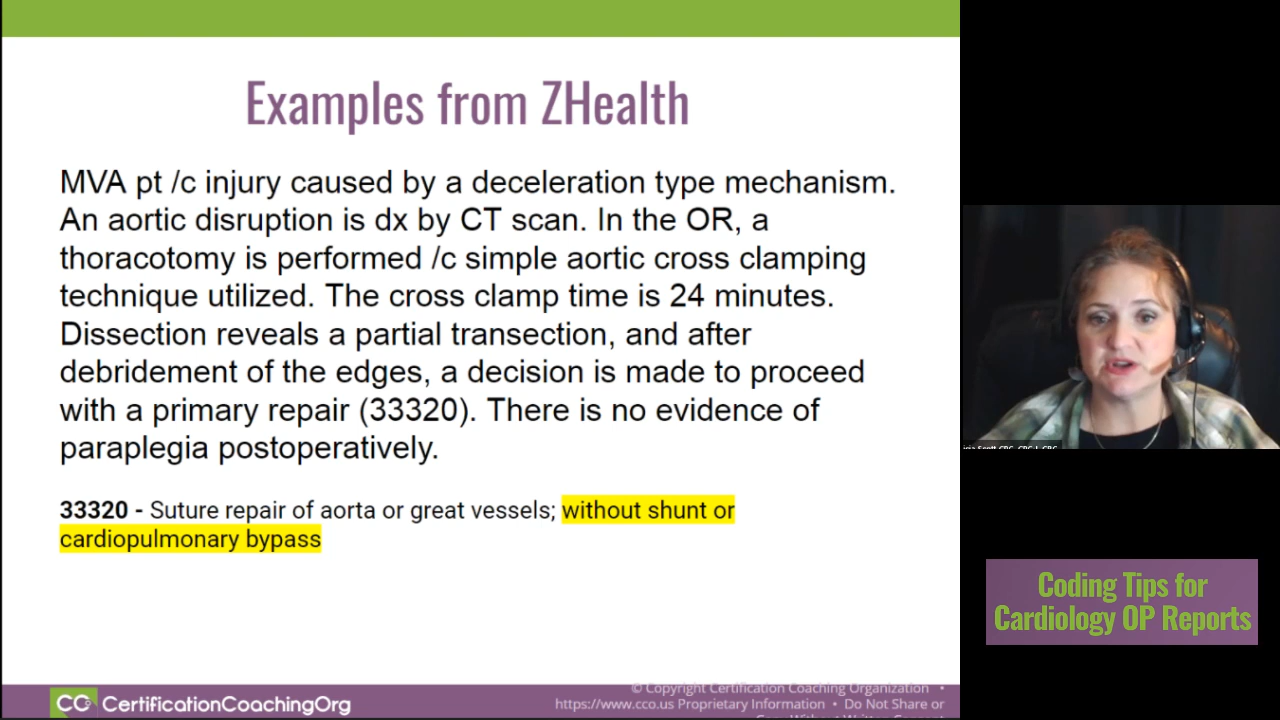 Examples from ZHealth
MVA pt /c injury caused by a deceleration type mechanism.
An aortic disruption is dx by CT scan. In the OR, a
thoracotomy is performed /c simple aortic cross clamping
technique utilized. The cross clamp time is 24 minutes.
Dissection reveals a partial transection, and after
debridement of the edges, a decision is made to proceed
with a primary repair (33320). There is no evidence of
paraplegia postoperatively.
33320 - Suture repair of aorta or great vessels; without shunt or
cardiopulmonary bypass
Coding Tips for
Cardiology OP Reports
CC CertificationCoachingOrg
© Copyright Certification Coaching Organization •
https://www.cco.us Proprietary Information • Do Not Share or